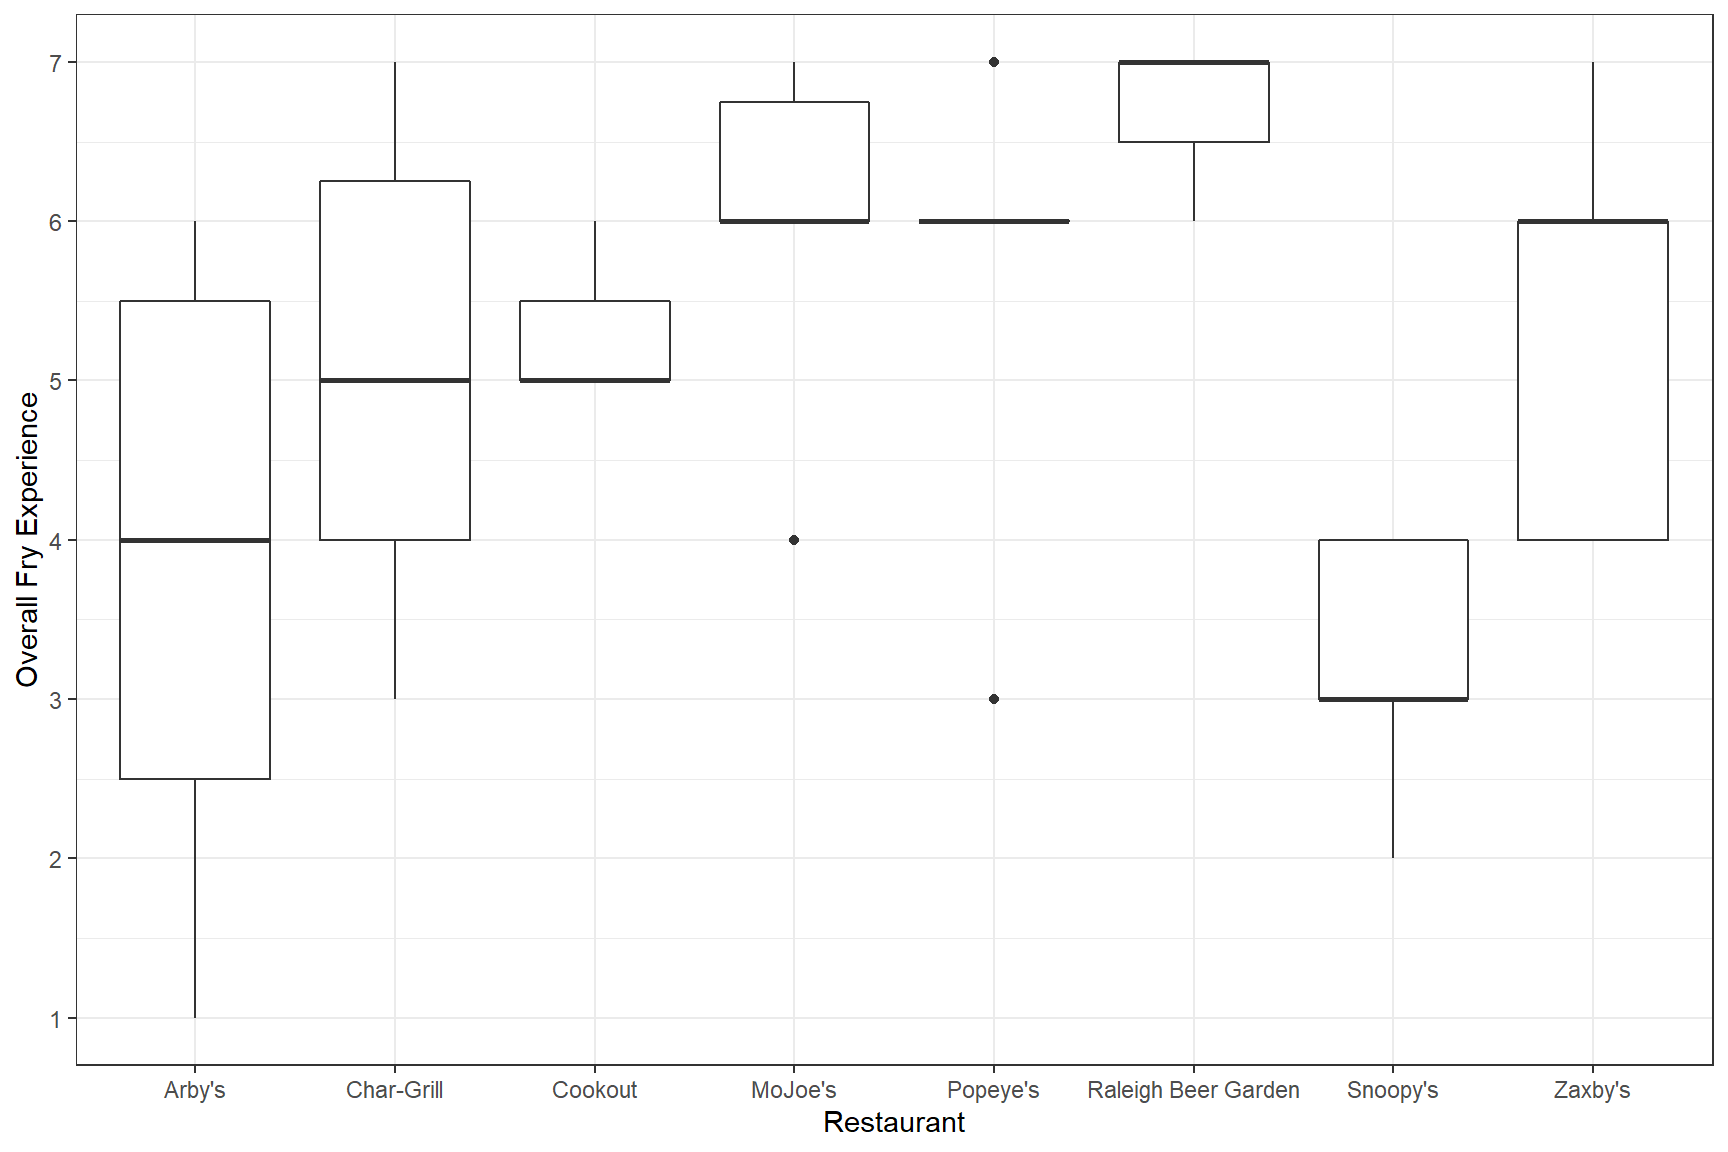 Overall Fry Experience
7
6
5
4
3
2
1
Arby's Char-Grill Cookout MoJoe's Popeye's Raleigh Beer Garden Snoopy's Zaxby's
Restaurant